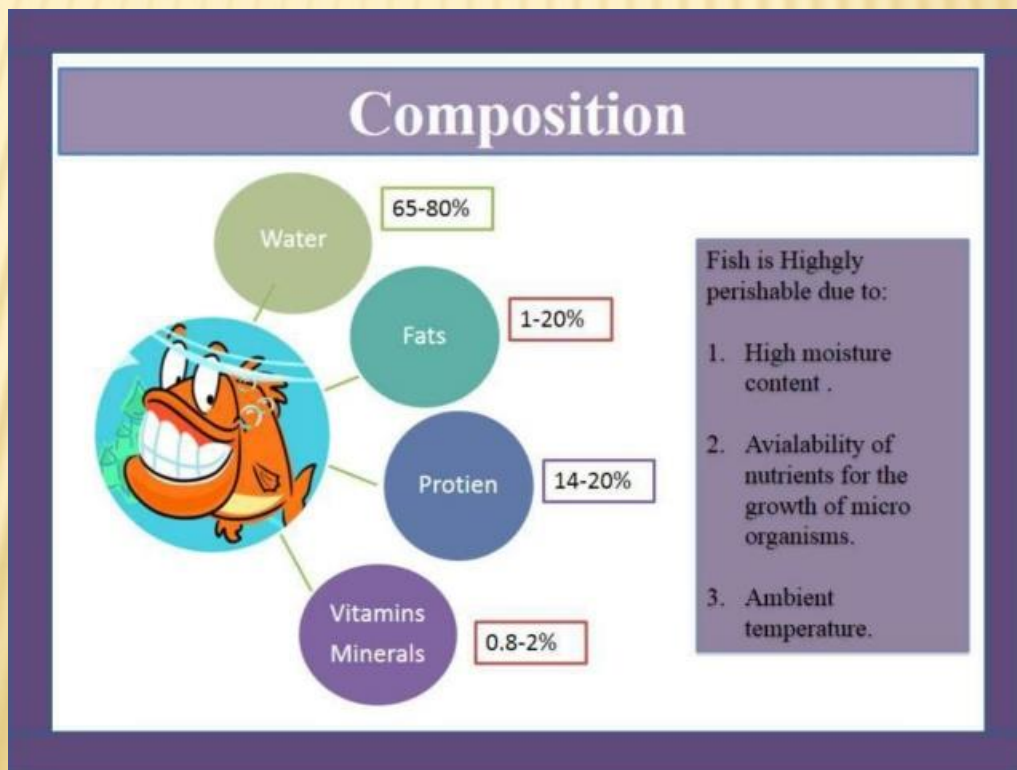 Composition
Water
65-80%
Fats
1-20%
Protien
14-20%
Vitamins
Minerals
0.8-2%
Fish is Highgly
perishable due to:
1. High moisture
content .
2. Avialability of
nutrients for the
growth of micro
organisms.
3. Ambient
temperature.